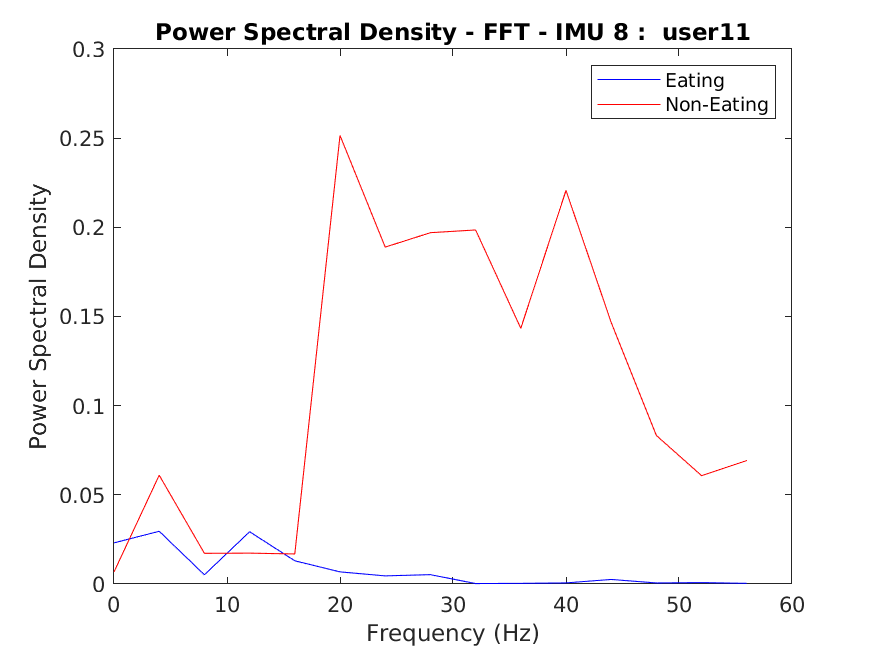 Power Spectral Density - FFT - IMU 8 :  user11
Eating
Non-Eating
Power Spectral Density
0.3
0.25
0.2
0.15
0.1
0.05
0
0 10 20 30 40 50 60
Frequency (Hz)